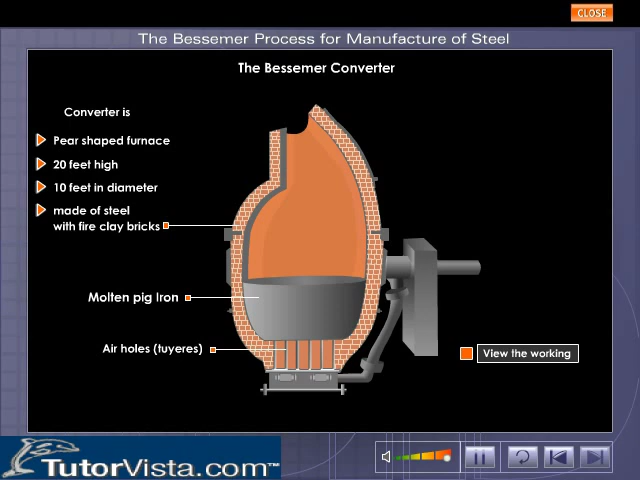 CLOSE
The Bessemer Process for Manufacture of Steel
The Bessemer Converter
Converter is
Pear shaped furnace
20 feet high
10 feet in diameter
made of steel
with fire clay bricks
Molten pig Iron
Air holes (tuyeres)
View the working
TutorVista.com™